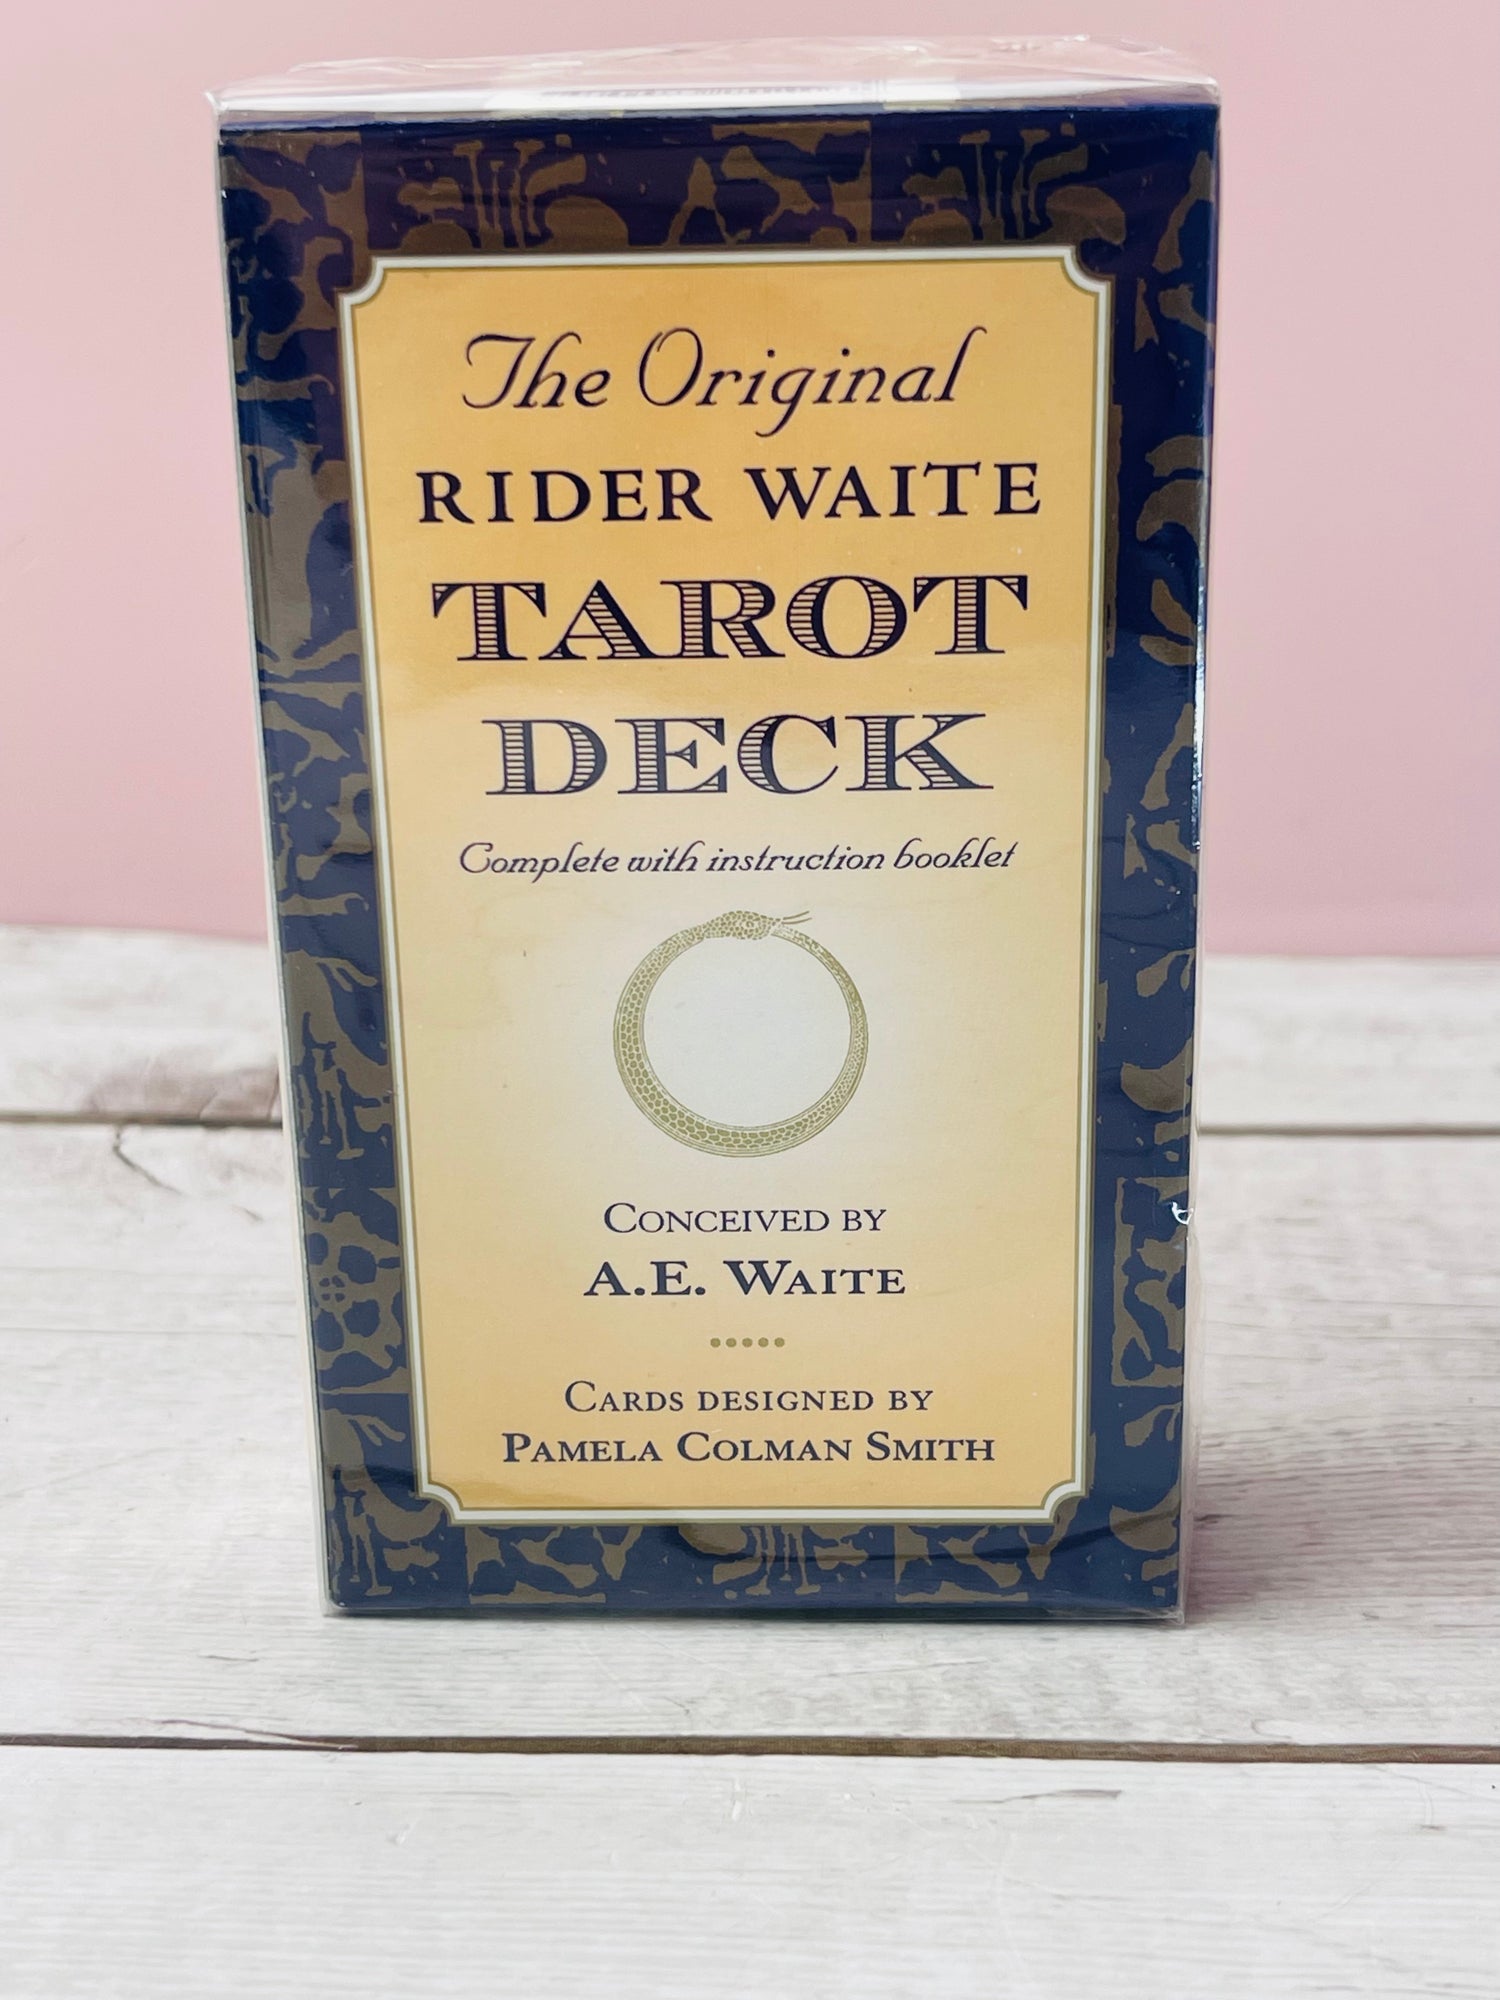 The Original
RIDER WAITE
TAROT
DECK
Complete with instruction booklet
CONCEIVED BY
A.E. WAITE
CARDS DESIGNED BY
PAMELA COLMAN SMITH